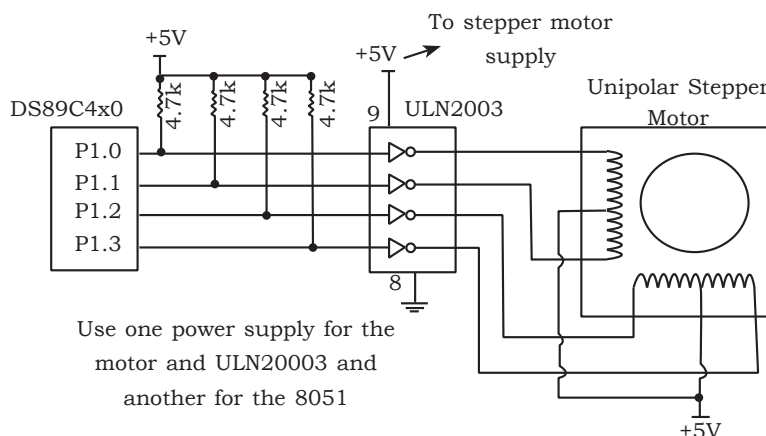 To stepper motor
supply
+5V
+5V
Unipolar Stepper
Motor
DS89C4x0
4.7k
4.7k
4.7k
4.7k
9
ULN2003
P1.0
P1.1
P1.2
P1.3
8
Use one power supply for the
motor and ULN20003 and
another for the 8051
+5V